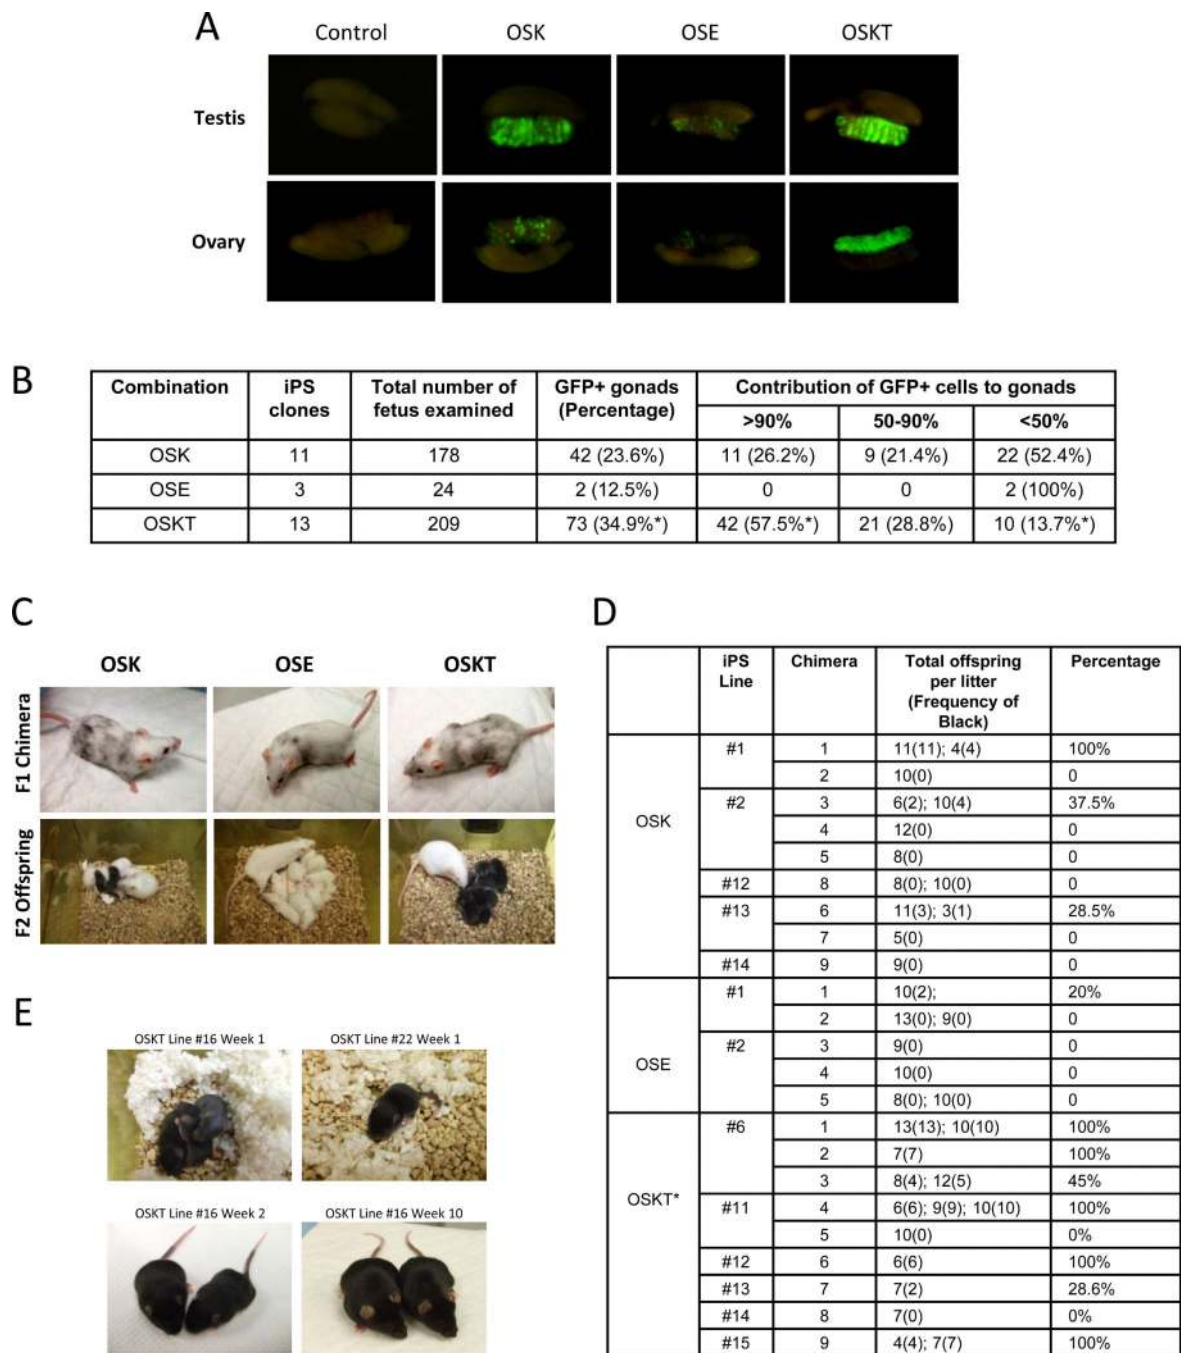 A
Control OSK OSE OSKT
Testis
Ovary
B
Combination iPS clones Total number of fetus examined GFP+ gonads (Percentage) Contribution of GFP+ cells to gonads
>90% 50-90% <50%
OSK 11 178 42 (23.6%) 11 (26.2%) 9 (21.4%) 22 (52.4%)
OSE 3 24 2 (12.5%) 0 0 2 (100%)
OSKT 13 209 73 (34.9%*) 42 (57.5%*) 21 (28.8%) 10 (13.7%*)
C
OSK OSE OSKT
F1 Chimera
F2 Offspring
D
iPS Line Chimera Total offspring per litter (Frequency of Black) Percentage
OSK #1 1 11(11); 4(4) 100%
2 10(0) 0
#2 3 6(2); 10(4) 37.5%
4 12(0) 0
5 8(0) 0
#12 8 8(0); 10(0) 0
#13 6 11(3); 3(1) 28.5%
7 5(0) 0
#14 9 9(0) 0
OSE #1 1 10(2); 20%
2 13(0); 9(0) 0
#2 3 9(0) 0
4 10(0) 0
5 8(0); 10(0) 0
OSKT* #6 1 13(13); 10(10) 100%
2 7(7) 100%
3 8(4); 12(5) 45%
#11 4 6(6); 9(9); 10(10) 100%
5 10(0) 0%
#12 6 6(6) 100%
#13 7 7(2) 28.6%
#14 8 7(0) 0%
#15 9 4(4); 7(7) 100%
E
OSKT Line #16 Week 1 OSKT Line #22 Week 1
OSKT Line #16 Week 2 OSKT Line #16 Week 10